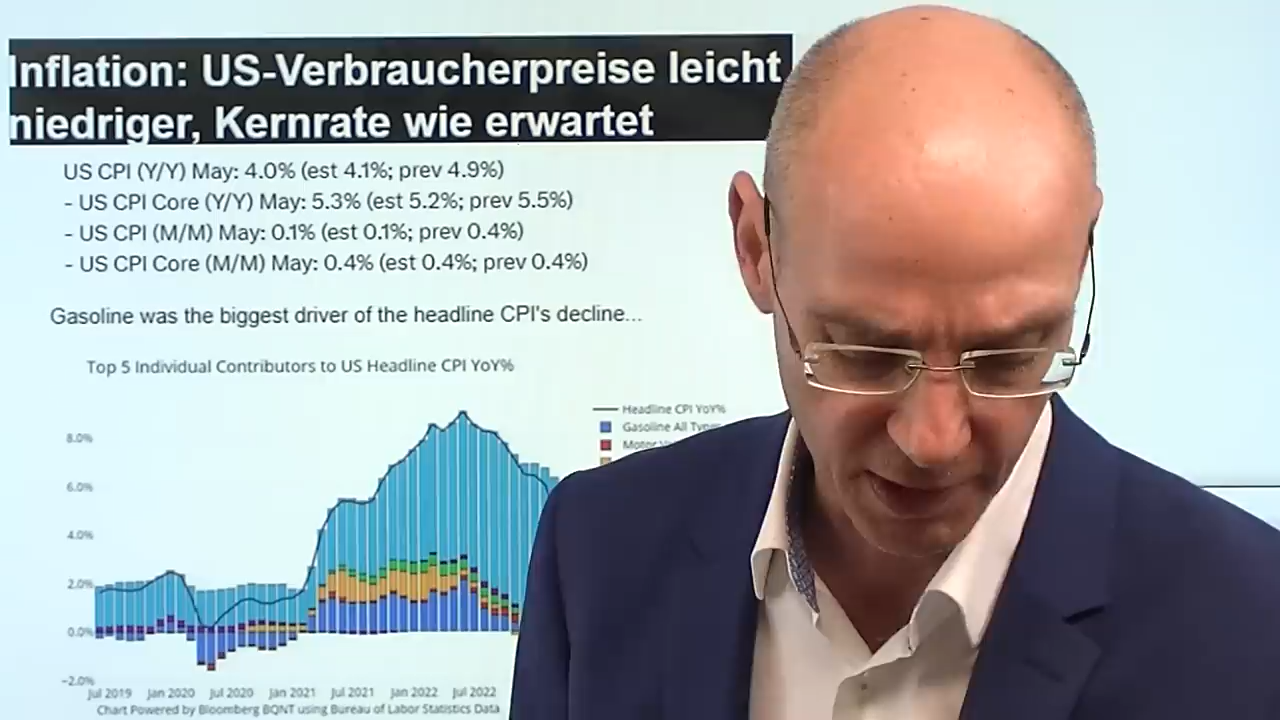 Inflation: US-Verbraucherpreise leicht
niedriger, Kernrate wie erwartet
US CPI (Y/Y) May: 4.0% (est 4.1%; prev 4.9%)
- US CPI Core (Y/Y) May: 5.3% (est 5.2%; prev 5.5%)
- US CPI (M/M) May: 0.1% (est 0.1%; prev 0.4%)
- US CPI Core (M/M) May: 0.4% (est 0.4%; prev 0.4%)
Gasoline was the biggest driver of the headline CPI's decline...
Top 5 Individual Contributors to US Headline CPI YoY%
Headline CPI YoY%
Gasoline All
8.0%
6.0%
4.0%
2.0%
0.0%
-2.0%
Jul 2019 Jan 2020 Jul 2020 Jan 2021 Jul 2021 Jan 2022 Jul 2022
Chart Powered by Bloomberg BQNT using Bureau of Labor Statistics Data